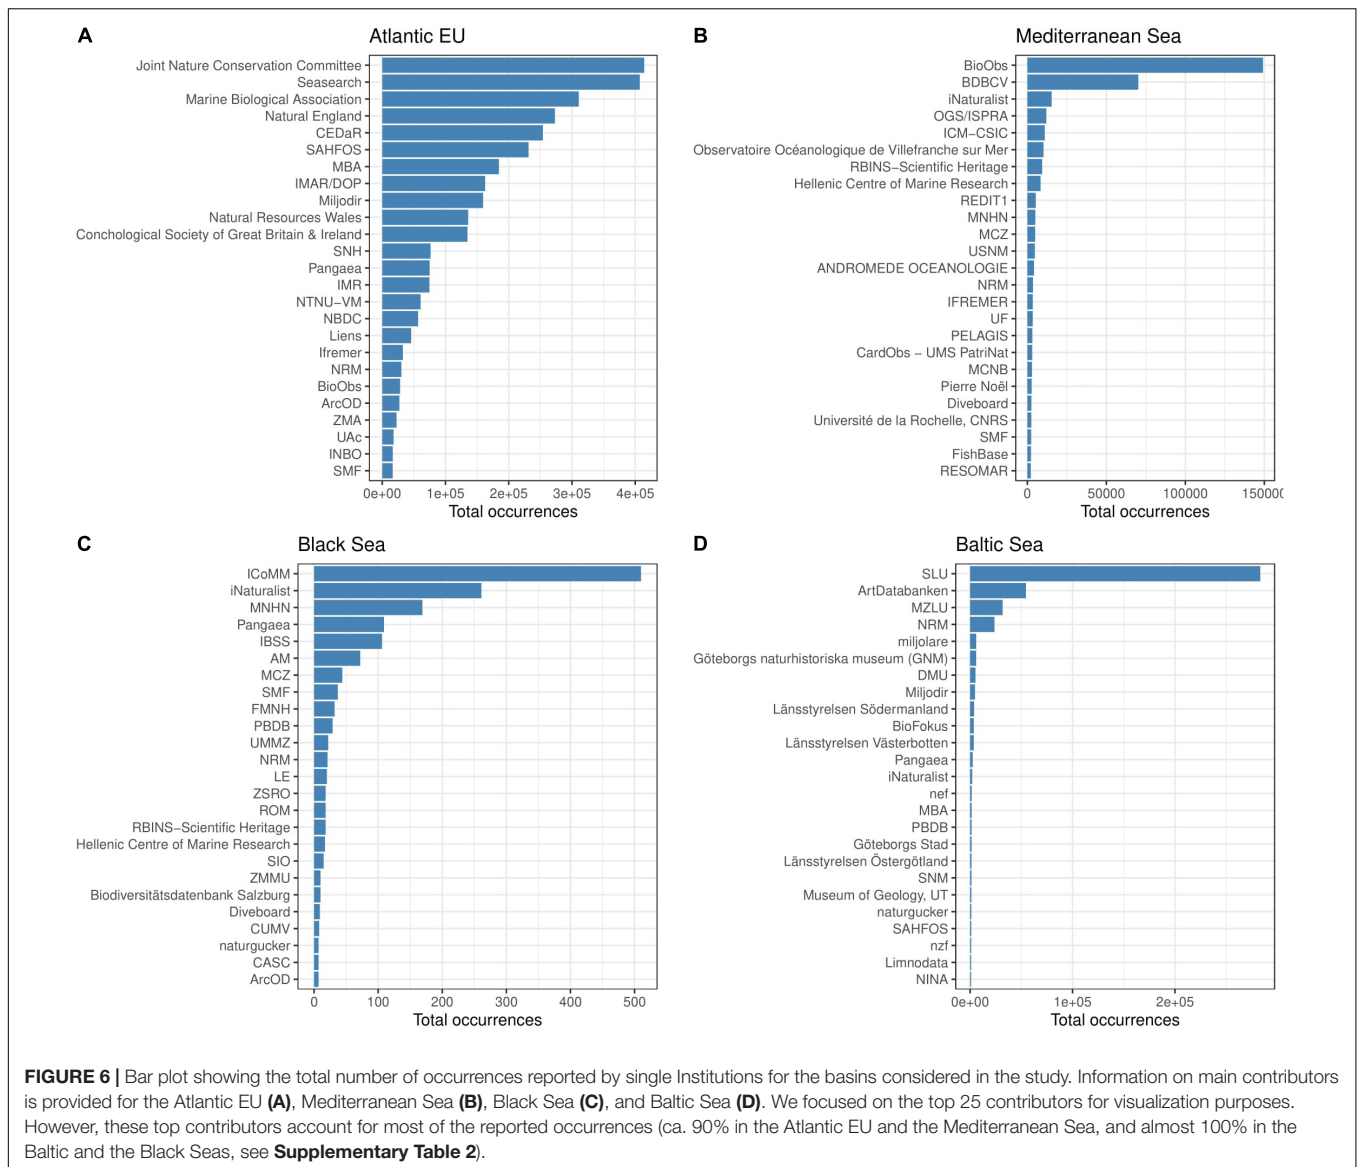 A
Atlantic EU
Joint Nature Conservation Committee
Seasearch
Marine Biological Association
Natural England
CEDaR
SAHFOS
MBA
IMAR/DOP
Miljodir
Natural Resources Wales
Conchological Society of Great Britain & Ireland
SNH
Pangaea
IMR
NTNU−VM
NBDC
Liens
Ifremer
NRM
BioObs
ArcOD
ZMA
UAc
INBO
SMF
0e+00 1e+05 2e+05 3e+05 4e+05
Total occurrences
B
Mediterranean Sea
BioObs
BDBCV
iNaturalist
OGS/ISPRA
ICM−CSIC
Observatoire Océanologique de Villefranche sur Mer
RBINS−Scientific Heritage
Hellenic Centre of Marine Research
REDIT1
MNHN
MCZ
USNM
ANDROMEDE OCEANOLOGIE
NRM
IFREMER
UF
PELAGIS
CardObs − UMS PatriNat
MCNB
Pierre Noël
Diveboard
Université de la Rochelle, CNRS
SMF
FishBase
RESOMAR
0 50000 100000 150000
Total occurrences
C
Black Sea
ICoMM
iNaturalist
MNHN
Pangaea
IBSS
AM
MCZ
SMF
FMNH
PBDB
UMMZ
NRM
LE
ZSRO
ROM
RBINS−Scientific Heritage
Hellenic Centre of Marine Research
SIO
ZMMU
Biodiversitätsdatenbank Salzburg
Diveboard
CUMV
naturgucker
CASC
ArcOD
0 100 200 300 400 500
Total occurrences
D
Baltic Sea
SLU
ArtDatabanken
MZLU
NRM
miljolare
Göteborgs naturhistoriska museum (GNM)
DMU
Miljodir
Länsstyrelsen Södermanland
BioFokus
Länsstyrelsen Västerbotten
Pangaea
iNaturalist
nef
MBA
PBDB
Göteborgs Stad
Länsstyrelsen Östergötland
SNM
Museum of Geology, UT
naturgucker
SAHFOS
nzf
Limnodata
NINA
0e+00 1e+05 2e+05
Total occurrences
FIGURE 6 | Bar plot showing the total number of occurrences reported by single Institutions for the basins considered in the study. Information on main contributors
is provided for the Atlantic EU (A), Mediterranean Sea (B), Black Sea (C), and Baltic Sea (D). We focused on the top 25 contributors for visualization purposes.
However, these top contributors account for most of the reported occurrences (ca. 90% in the Atlantic EU and the Mediterranean Sea, and almost 100% in the
Baltic and the Black Seas, see Supplementary Table 2).